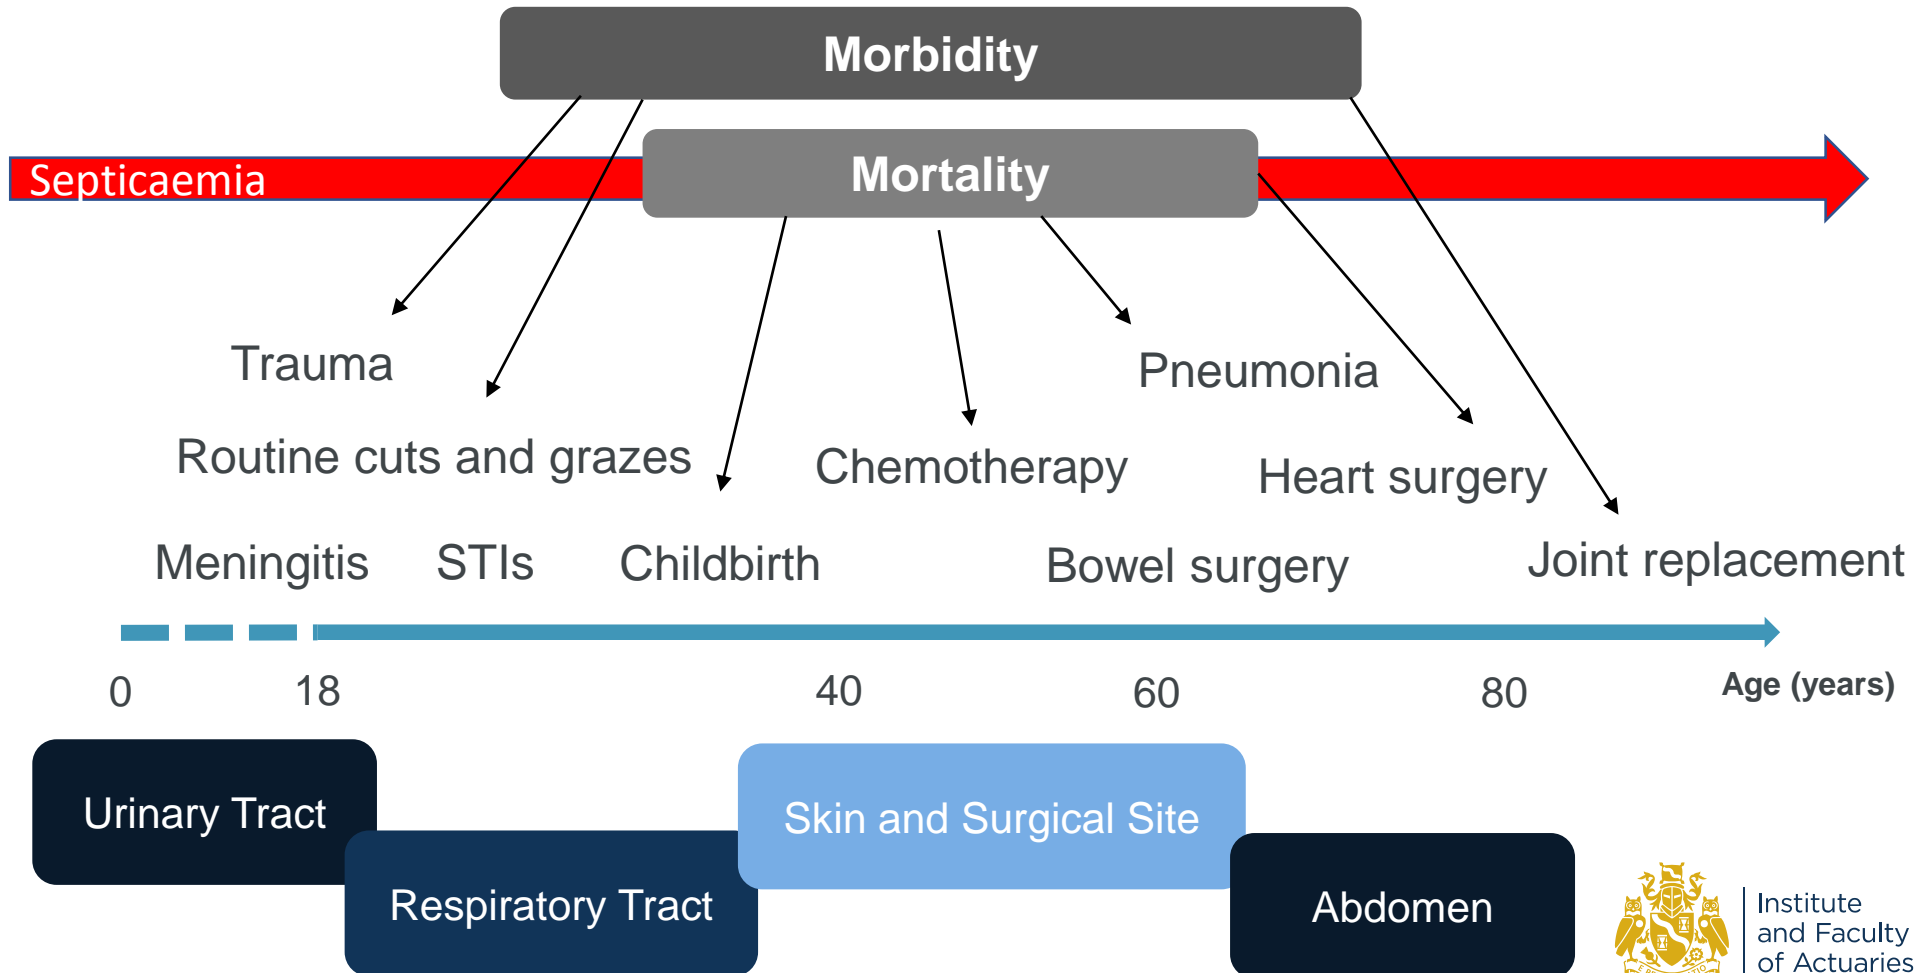 Morbidity
Septicaemia
Mortality
Trauma
Pneumonia
Routine cuts and grazes
Chemotherapy
Heart surgery
Meningitis
STIs
Childbirth
Bowel surgery
Joint replacement
0
18
40
60
80
Age (years)
Urinary Tract
Skin and Surgical Site
Respiratory Tract
Abdomen
Institute
and Faculty
of Actuaries